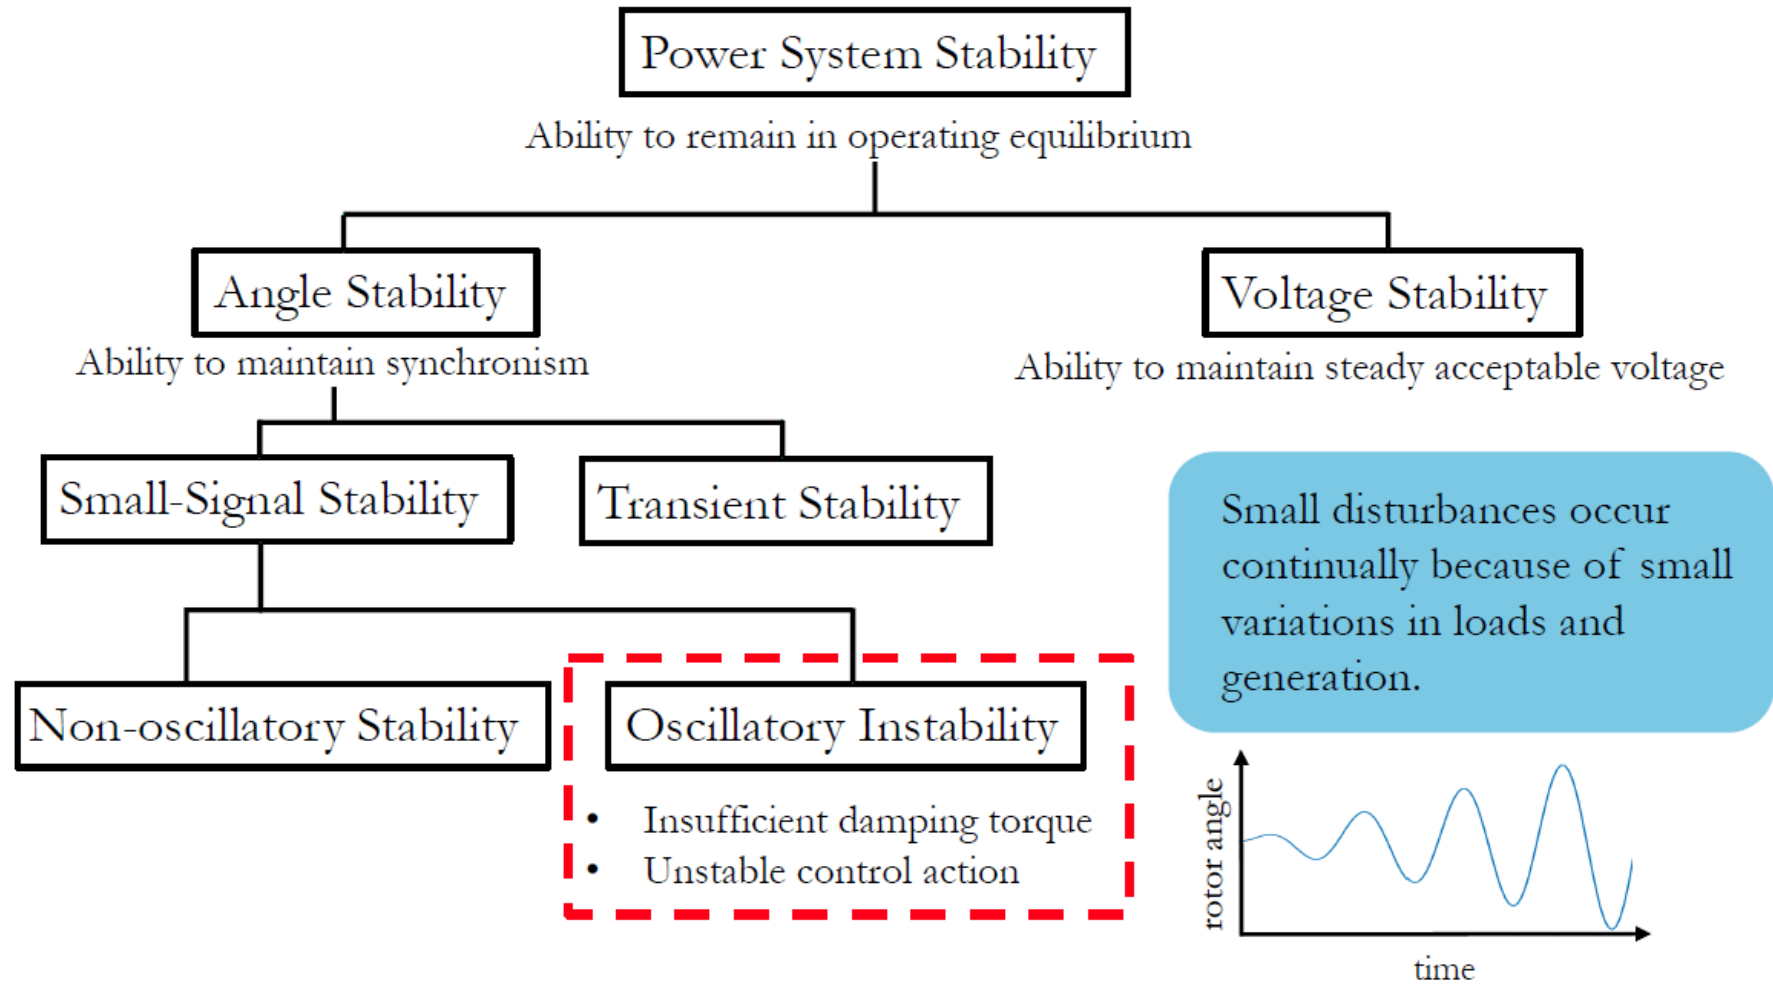 Power System Stability
Ability to remain in operating equilibrium
Angle Stability
Voltage Stability
Ability to maintain synchronism
Ability to maintain steady acceptable voltage
Small-Signal Stability
Transient Stability
Small disturbances occur
continually because of small
variations in loads and
generation.
Non-oscillatory Stability
Oscillatory Instability
• Insufficient damping torque
• Unstable control action
rotor angle
time